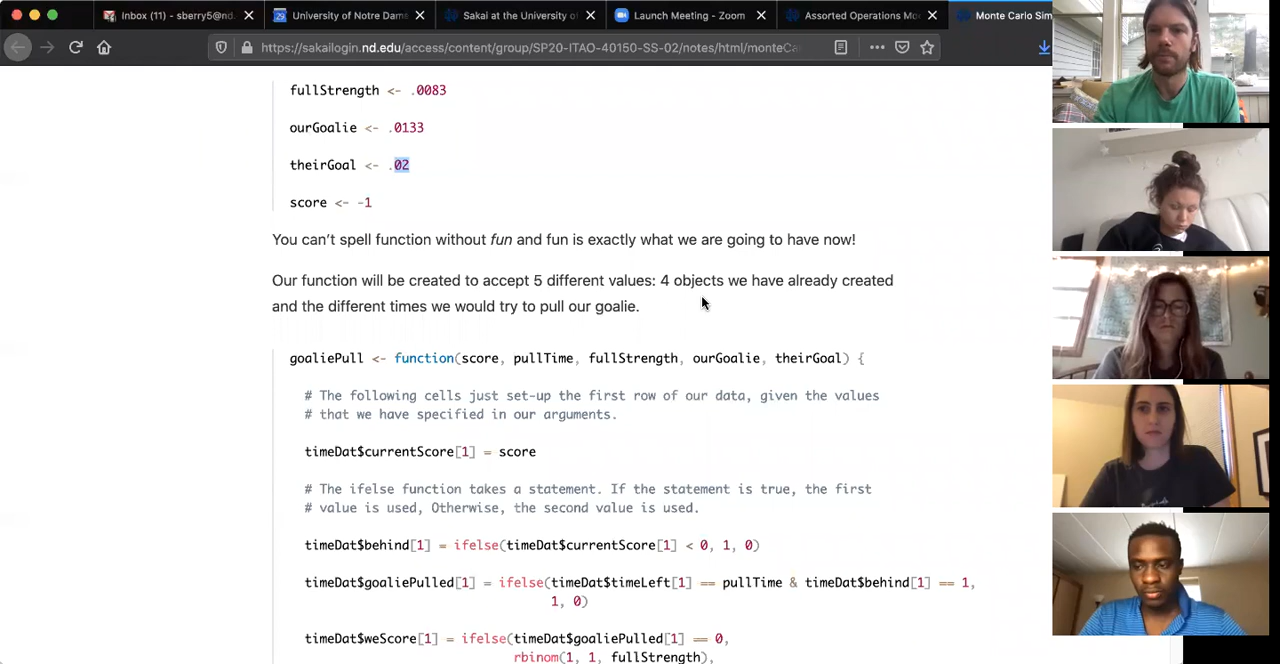 Inbox (11) - sberry5@nd.
University of Notre Dam
Sakai at the University o
Launch Meeting - Zoom
Assorted Operations Mo
Monte Carlo Sim
https://sakailogin.nd.edu/access/content/group/SP20-ITAO-40150-SS-02/notes/html/monteCa
fullStrength <- .0083
ourGoalie <- .0133
theirGoal <- .02
score <- -1
You can’t spell function without fun and fun is exactly what we are going to have now!
Our function will be created to accept 5 different values: 4 objects we have already created
and the different times we would try to pull our goalie.
goaliePull <- function(score, pullTime, fullStrength, ourGoalie, theirGoal) {
# The following cells just set-up the first row of our data, given the values
# that we have specified in our arguments.
timeDat$currentScore[1] = score
# The ifelse function takes a statement. If the statement is true, the first
# value is used, Otherwise, the second value is used.
timeDat$behind[1] = ifelse(timeDat$currentScore[1] < 0, 1, 0)
timeDat$goaliePulled[1] = ifelse(timeDat$timeLeft[1] == pullTime & timeDat$behind[1] == 1,
1, 0)
timeDat$weScore[1] = ifelse(timeDat$goaliePulled[1] == 0,
rbinom(1, 1, fullStrength),